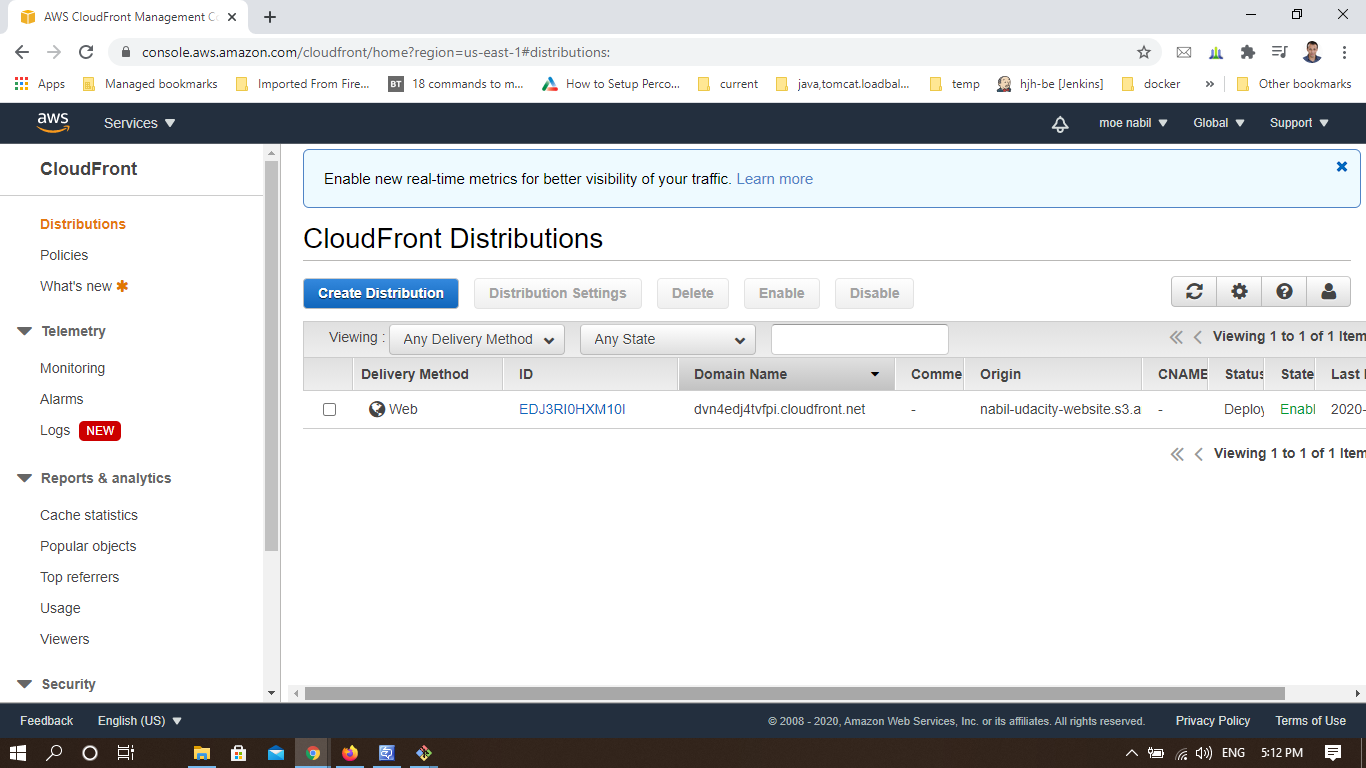 AWS CloudFront Management C
console.aws.amazon.com/cloudfront/home?region=us-east-1#distributions:
Apps Managed bookmarks Imported From Fire... BT 18 commands to m... How to Setup Perco... current java,tomcat.loadbal... temp hjh-be [Jenkins] docker » Other bookmarks
aws Services moe nabil Global Support
CloudFront
Distributions
Policies
What's new
Telemetry
Monitoring
Alarms
Logs NEW
Reports & analytics
Cache statistics
Popular objects
Top referrers
Usage
Viewers
Security
Enable new real-time metrics for better visibility of your traffic. Learn more
CloudFront Distributions
Create Distribution Distribution Settings Delete Enable Disable
Viewing : Any Delivery Method Any State Viewing 1 to 1 of 1 Item
Delivery Method ID Domain Name Comme Origin CNAME Status State Last
Web EDJ3RI0HXM10I dvn4edj4tvfpi.cloudfront.net - nabil-udacity-website.s3.a - Deploy Enabl 2020-
Viewing 1 to 1 of 1 Item
Feedback English (US) © 2008 - 2020, Amazon Web Services, Inc. or its affiliates. All rights reserved. Privacy Policy Terms of Use
ENG 5:12 PM